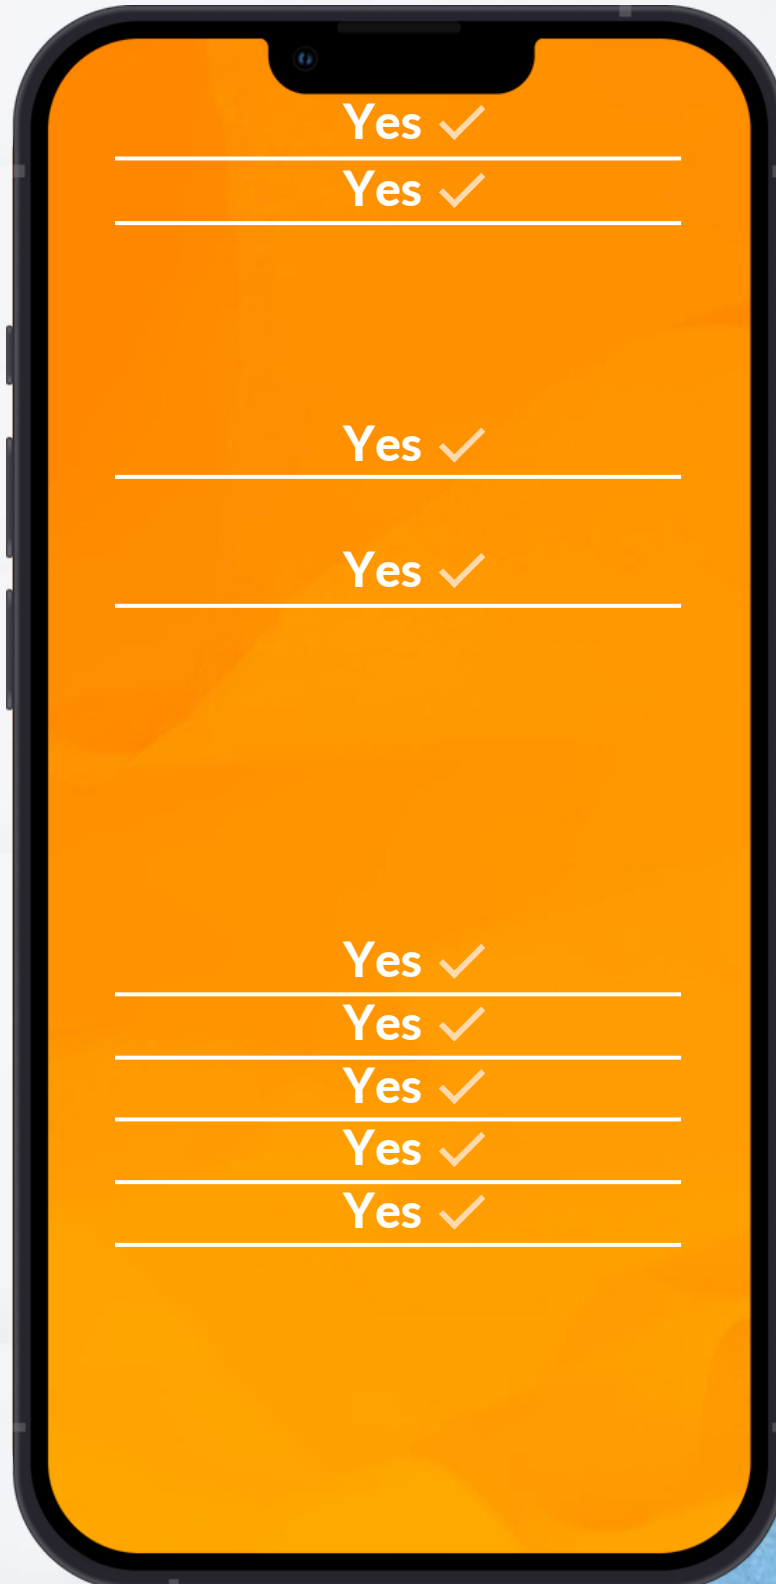 Yes ✓
Yes ✓
Yes ✓
Yes ✓
Yes ✓
Yes ✓
Yes ✓
Yes ✓
Yes ✓